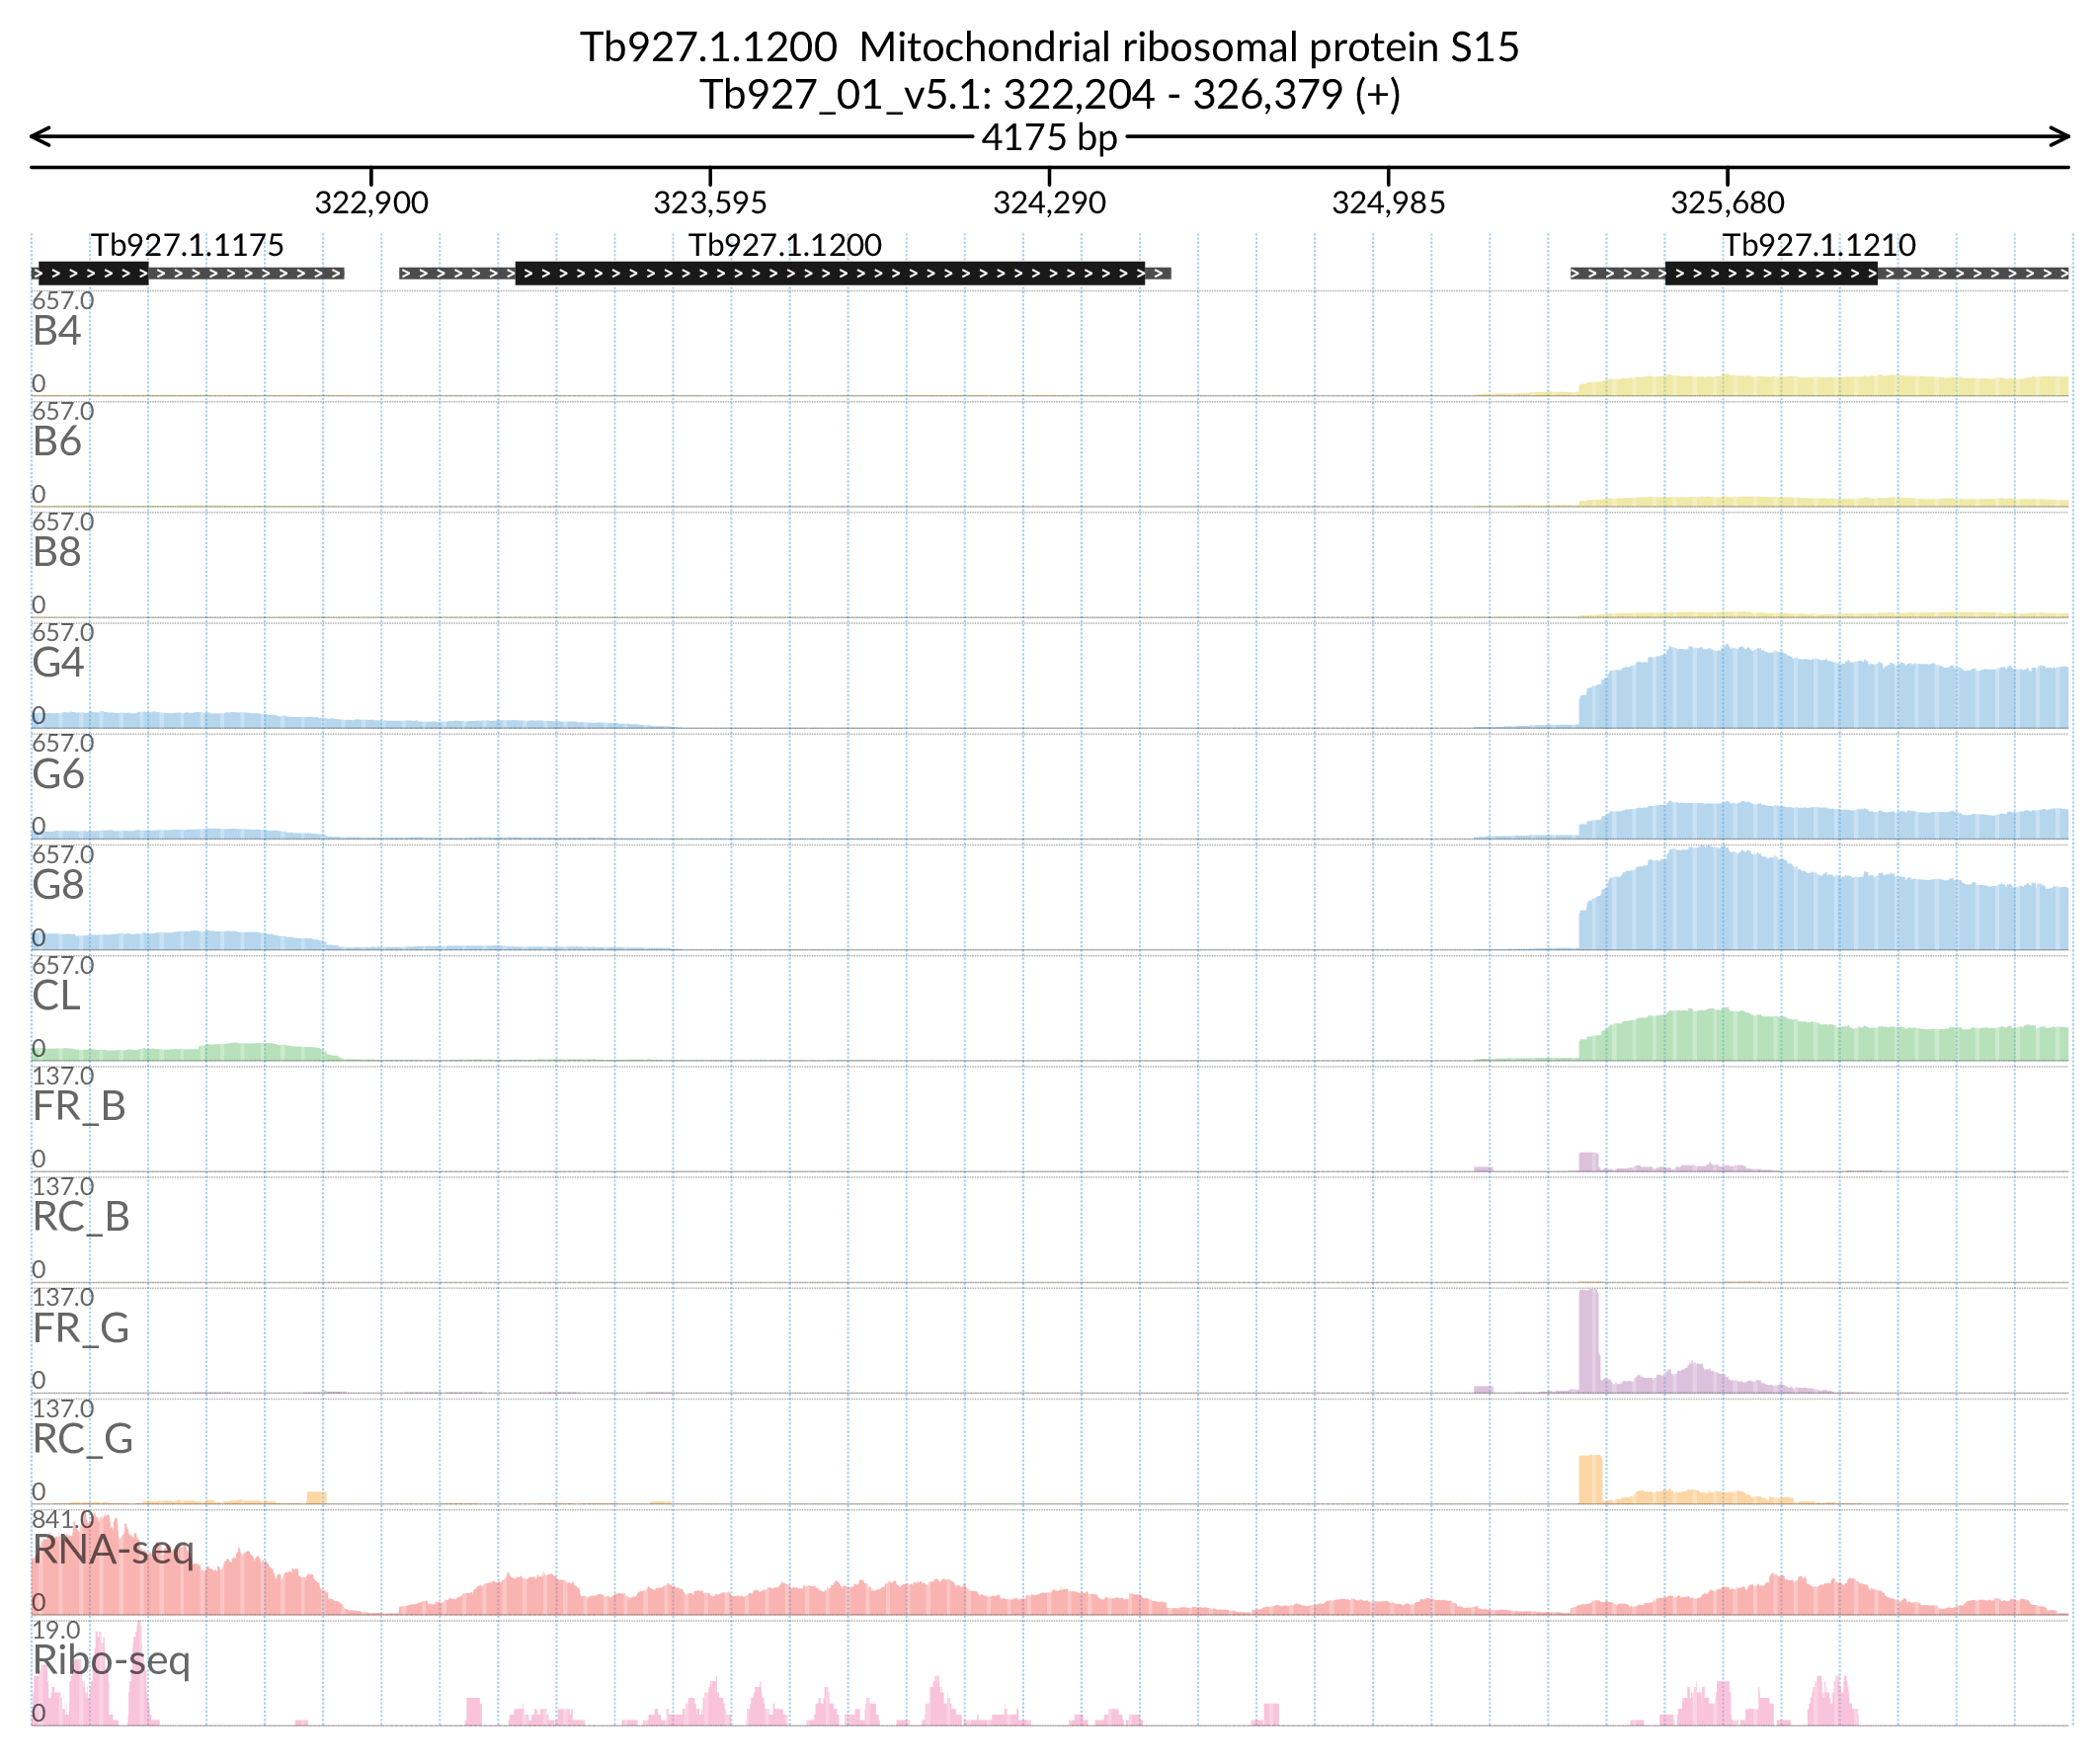 Tb927.1.1200  Mitochondrial ribosomal protein S15
Tb927_01_v5.1: 322,204 - 326,379 (+)
4175 bp
322,900 323,595 324,290 324,985 325,680
Tb927.1.1175 Tb927.1.1200 Tb927.1.1210
657.0
B4
0
657.0
B6
0
657.0
B8
0
657.0
G4
0
657.0
G6
0
657.0
G8
0
657.0
CL
0
137.0
FR_B
0
137.0
RC_B
0
137.0
FR_G
0
137.0
RC_G
0
841.0
RNA-seq
0
19.0
Ribo-seq
0